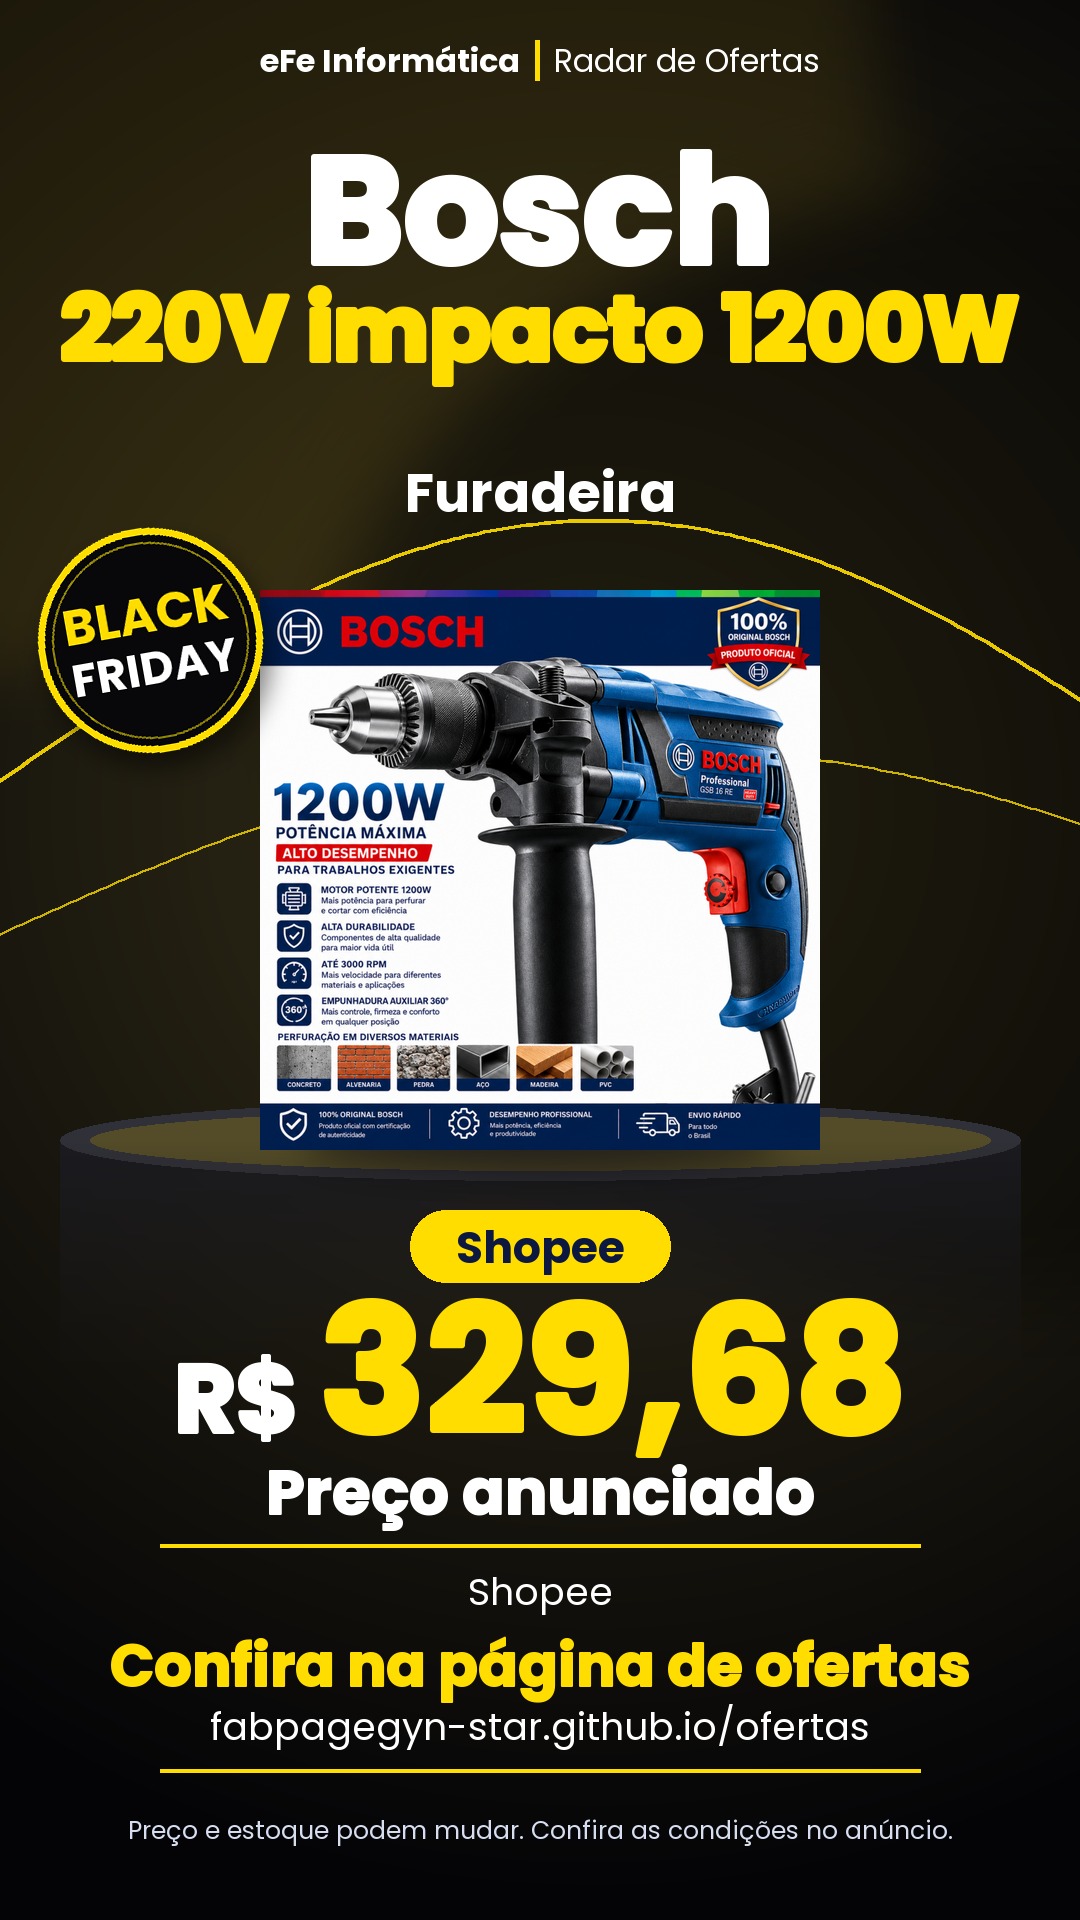 eFe Informática | Radar de Ofertas
Bosch
220V impacto 1200W
Furadeira
BLACK
FRIDAY
BOSCH
100%
ORIGINAL BOSCH
PRODUTO OFICIAL
BOSCH
Professional
GSB 16 RE
1200W
POTÊNCIA MÁXIMA
ALTO DESEMPENHO
PARA TRABALHOS EXIGENTES
MOTOR POTENTE 1200W
Mais potência para perfurar
e cortar com eficiência
ALTA DURABILIDADE
Componentes de alta qualidade
para maior vida útil
ATÉ 3000 RPM
Mais velocidade para diferentes
materiais e aplicações
360°
EMPUNHADURA AUXILIAR 360°
Mais controle, firmeza e conforto
em qualquer posição
PERFURAÇÃO EM DIVERSOS MATERIAIS
CONCRETO ALVENARIA PEDRA AÇO MADEIRA PVC
100% ORIGINAL BOSCH
Produto oficial com certificação
de autenticidade
DESEMPENHO PROFISSIONAL
Mais potência, eficiência
e produtividade
ENVIO RÁPIDO
Para todo
o Brasil
Shopee
R$ 329,68
Preço anunciado
Shopee
Confira na página de ofertas
fabpagegyn-star.github.io/ofertas
Preço e estoque podem mudar. Confira as condições no anúncio.